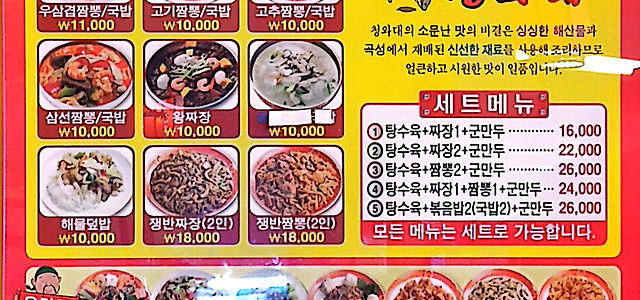 우삼겹짬뽕/국밥
₩11,000
고기짬뽕/국밥
₩10,000
고추짬뽕/국밥
₩10,000
청와대의 소문난 맛의 비결은 싱싱한 해산물과
곡성에서 재배된 신선한 재료를 사용해 조리하므로
얼큰하고 시원한 맛이 일품입니다.
삼선짬뽕/국밥
₩10,000
왕짜장
₩10,000
₩10,000
해물덮밥
₩10,000
쟁반짜장(2인)
₩18,000
쟁반짬뽕(2인)
₩18,000
세트메뉴
① 탕수육+짜장1+군만두 ············ 16,000
② 탕수육+짜장2+군만두 ············ 22,000
③ 탕수육+짬뽕2+군만두 ············ 26,000
④ 탕수육+짜장1+짬뽕1+군만두··· 24,000
⑤ 탕수육+볶음밥2(국밥2)+군만두 26,000
모든 메뉴는 세트로 가능합니다.